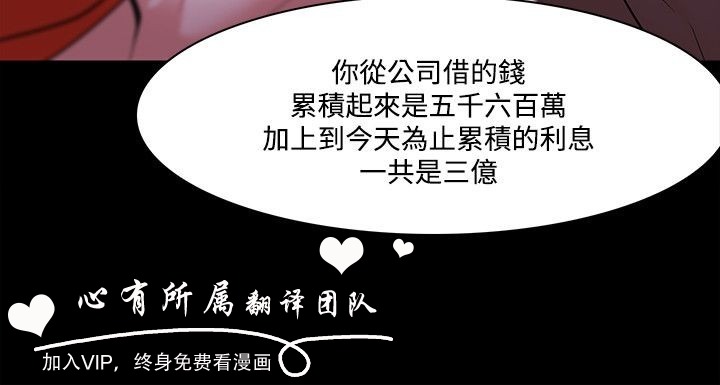 你從公司借的錢
累積起來是五千六百萬
加上到今天為止累積的利息
一共是三億
心有所属翻译团队
加入VIP，终身免费看漫画